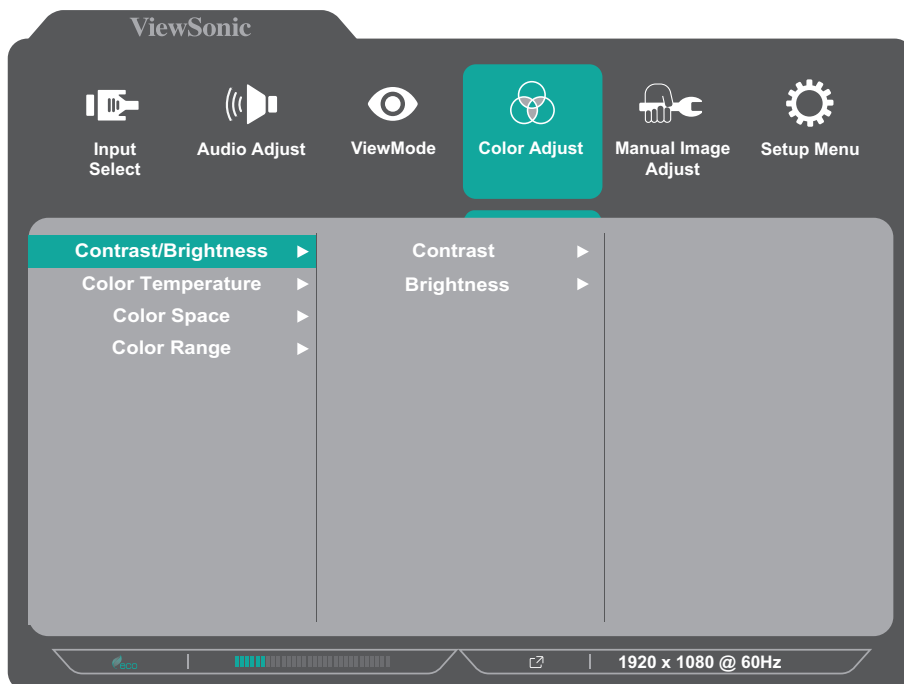 ViewSonic
Input
Select
Audio Adjust
ViewMode
Color Adjust
Manual Image
Adjust
Setup Menu
Contrast/Brightness
Color Temperature
Color Space
Color Range
Contrast
Brightness
eco
1920 x 1080 @ 60Hz